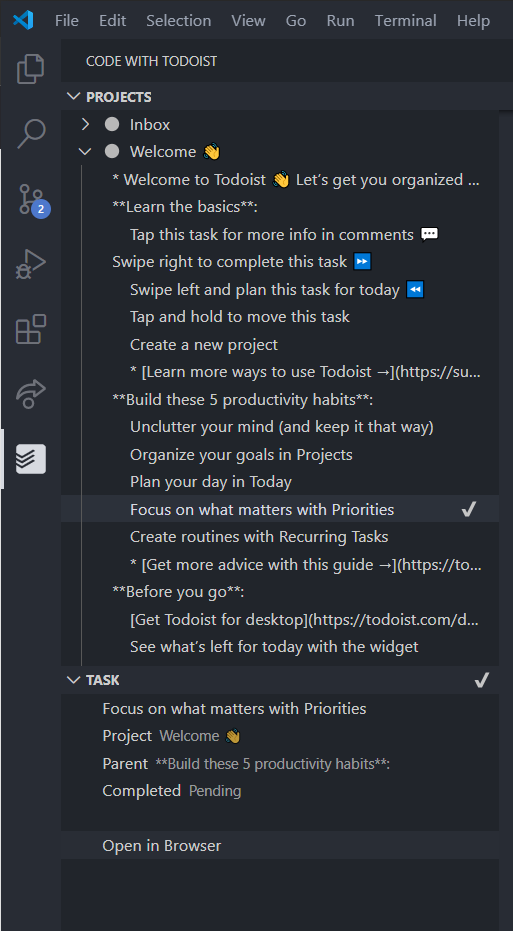 File Edit Selection View Go Run Terminal Help
CODE WITH TODOIST
PROJECTS
Inbox
Welcome 👋
* Welcome to Todoist 👋 Let's get you organized ...
**Learn the basics**:
Tap this task for more info in comments 💬
Swipe right to complete this task ⏩
Swipe left and plan this task for today ⏪
Tap and hold to move this task
Create a new project
* [Learn more ways to use Todoist →](https://su...
**Build these 5 productivity habits**:
Unclutter your mind (and keep it that way)
Organize your goals in Projects
Plan your day in Today
Focus on what matters with Priorities ✓
Create routines with Recurring Tasks
* [Get more advice with this guide →](https://to...
**Before you go**:
[Get Todoist for desktop](https://todoist.com/d...
See what's left for today with the widget
TASK ✓
Focus on what matters with Priorities
Project Welcome 👋
Parent **Build these 5 productivity habits**:
Completed Pending
Open in Browser
2